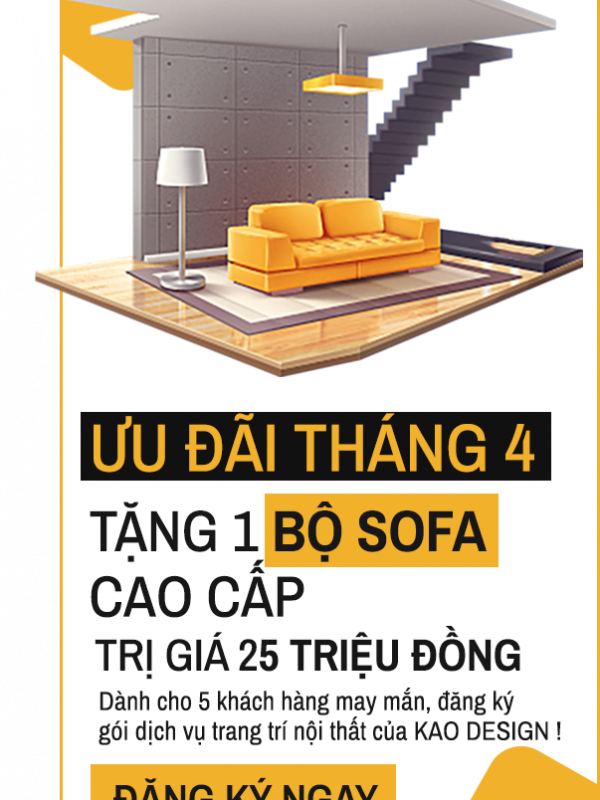 ƯU ĐÃI THÁNG 4
TẶNG 1 BỘ SOFA
CAO CẤP
TRỊ GIÁ 25 TRIỆU ĐỒNG
Dành cho 5 khách hàng may mắn, đăng ký
gói dịch vụ trang trí nội thất của KAO DESIGN !
ĐĂNG KÝ NGAY